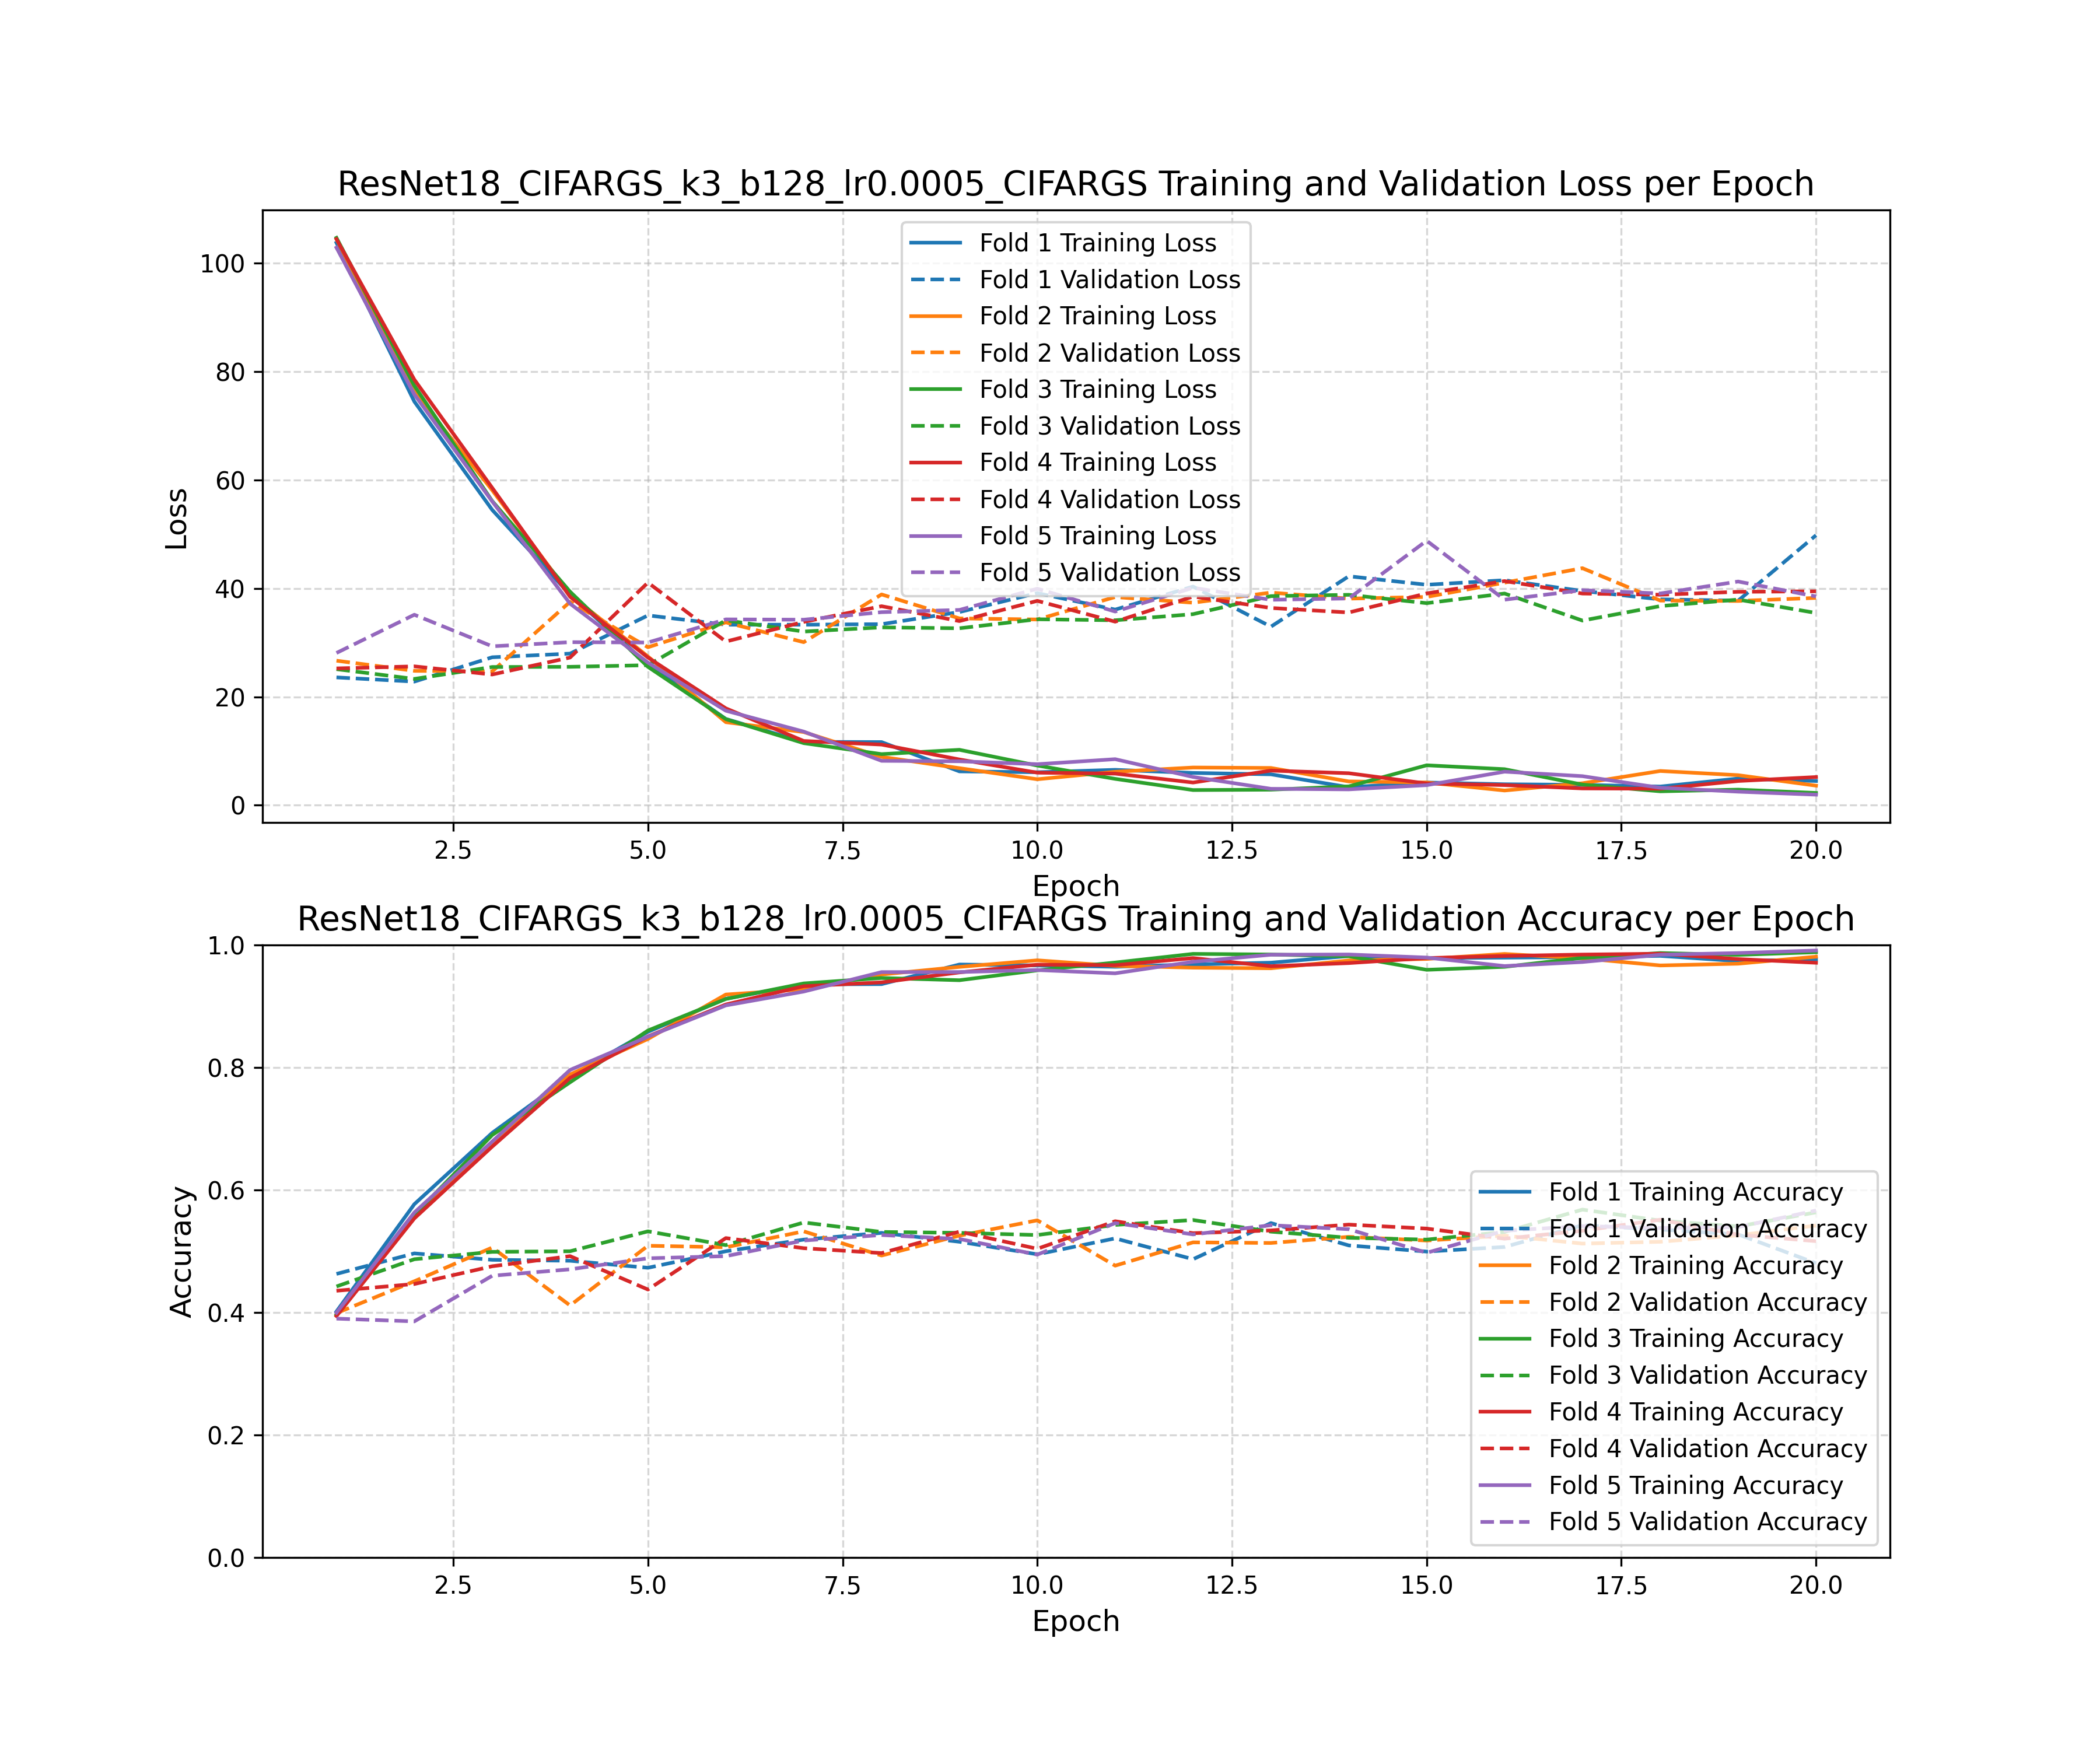 ResNet18_CIFARGS_k3_b128_lr0.0005_CIFARGS Training and Validation Loss per Epoch
Loss
100
80
60
40
20
0
Fold 1 Training Loss
Fold 1 Validation Loss
Fold 2 Training Loss
Fold 2 Validation Loss
Fold 3 Training Loss
Fold 3 Validation Loss
Fold 4 Training Loss
Fold 4 Validation Loss
Fold 5 Training Loss
Fold 5 Validation Loss
2.5 5.0 7.5 10.0 12.5 15.0 17.5 20.0
Epoch
ResNet18_CIFARGS_k3_b128_lr0.0005_CIFARGS Training and Validation Accuracy per Epoch
Accuracy
1.0
0.8
0.6
0.4
0.2
0.0
Fold 1 Training Accuracy
Fold 1 Validation Accuracy
Fold 2 Training Accuracy
Fold 2 Validation Accuracy
Fold 3 Training Accuracy
Fold 3 Validation Accuracy
Fold 4 Training Accuracy
Fold 4 Validation Accuracy
Fold 5 Training Accuracy
Fold 5 Validation Accuracy
2.5 5.0 7.5 10.0 12.5 15.0 17.5 20.0
Epoch